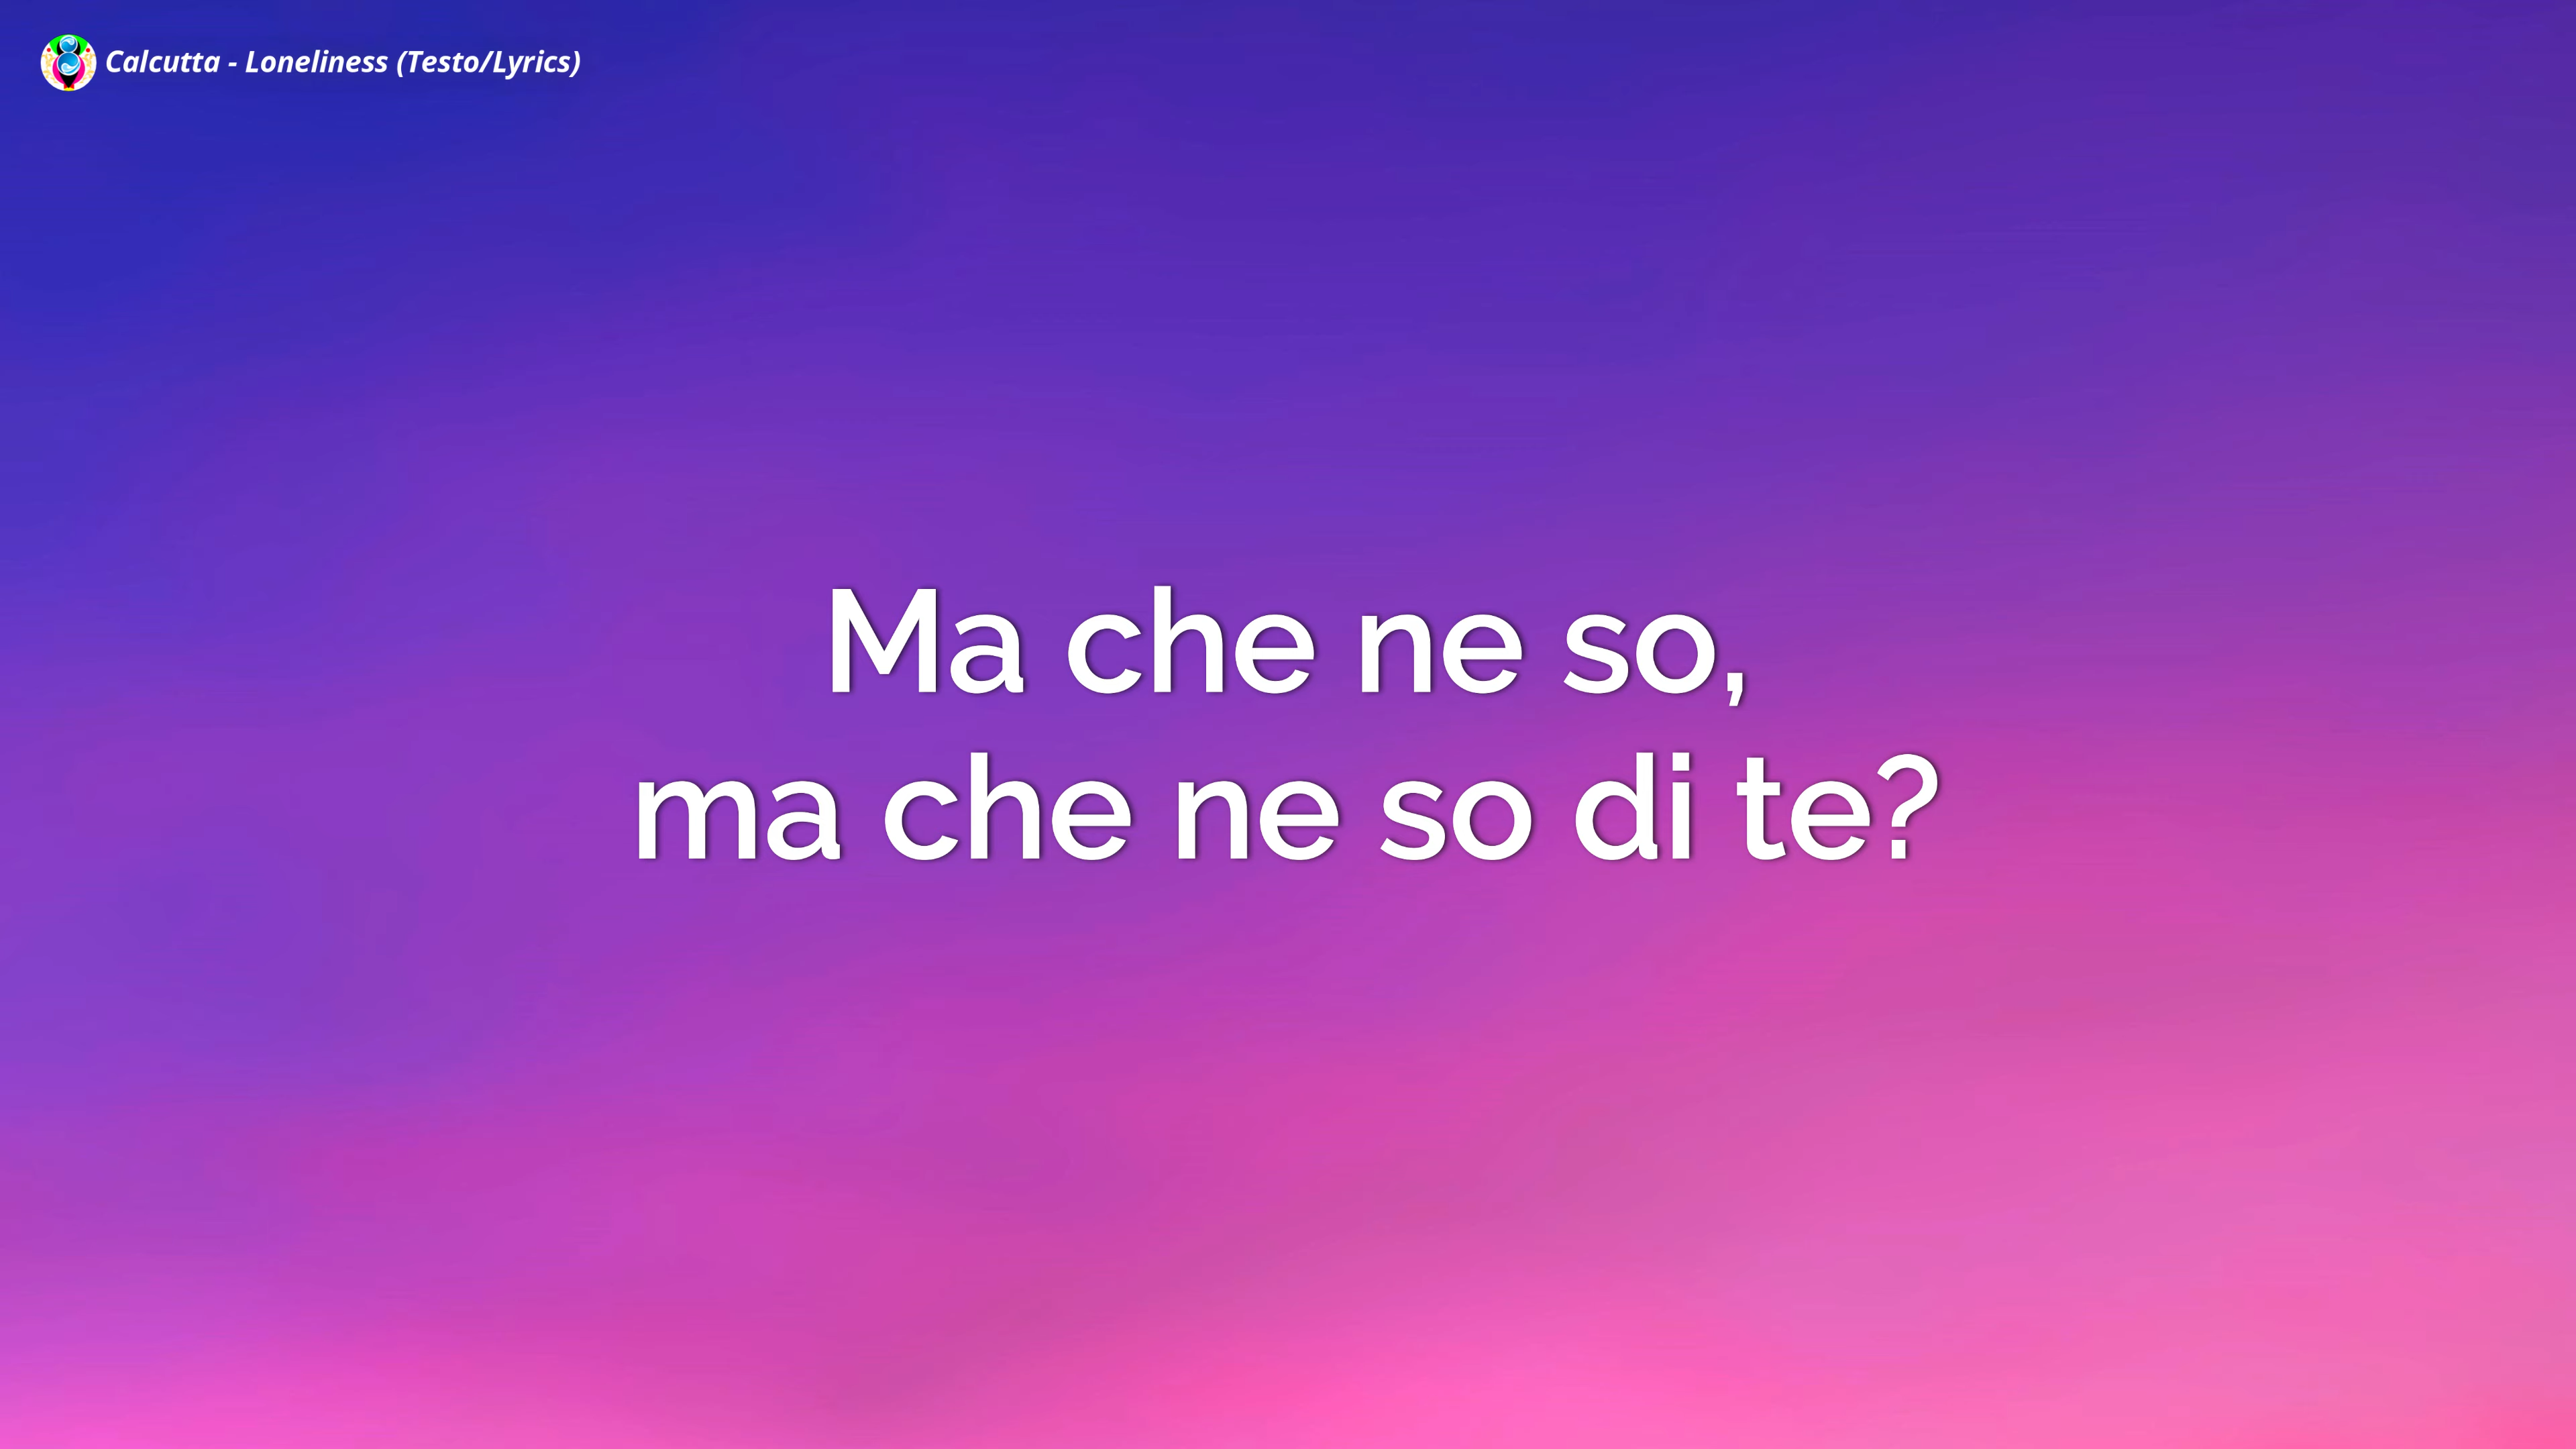 Calcutta - Loneliness (Testo/Lyrics)
Ma che ne so,
ma che ne so di te?